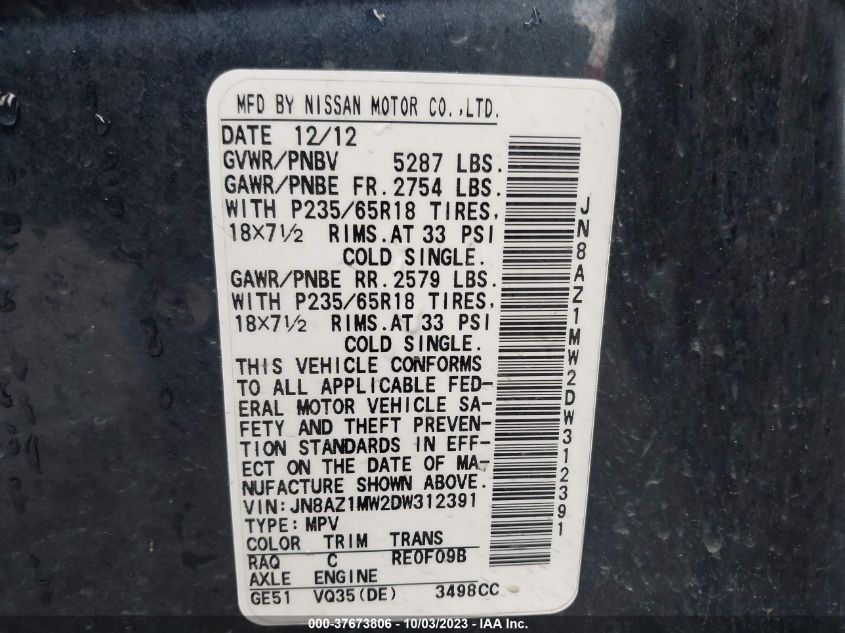 MFD BY NISSAN MOTOR CO.,LTD.
DATE 12/12
GVWR/PNBV 5287 LBS.
GAWR/PNBE FR. 2754 LBS.
WITH P235/65R18 TIRES,
18×7½ RIMS.AT 33 PSI
COLD SINGLE.
GAWR/PNBE RR. 2579 LBS.
WITH P235/65R18 TIRES,
18×7½ RIMS.AT 33 PSI
COLD SINGLE.
THIS VEHICLE CONFORMS
TO ALL APPLICABLE FED-
ERAL MOTOR VEHICLE SA-
FETY AND THEFT PREVEN-
TION STANDARDS IN EFF-
ECT ON THE DATE OF MA-
NUFACTURE SHOWN ABOVE.
VIN:JN8AZ1MW2DW312391
TYPE:MPV
COLOR TRIM TRANS
RAQ C RE0F09B
AXLE ENGINE
GE51 VQ35(DE) 3498CC
JN8AZ1MW2DW312391
000-37673806 - 10/03/2023 - IAA Inc.